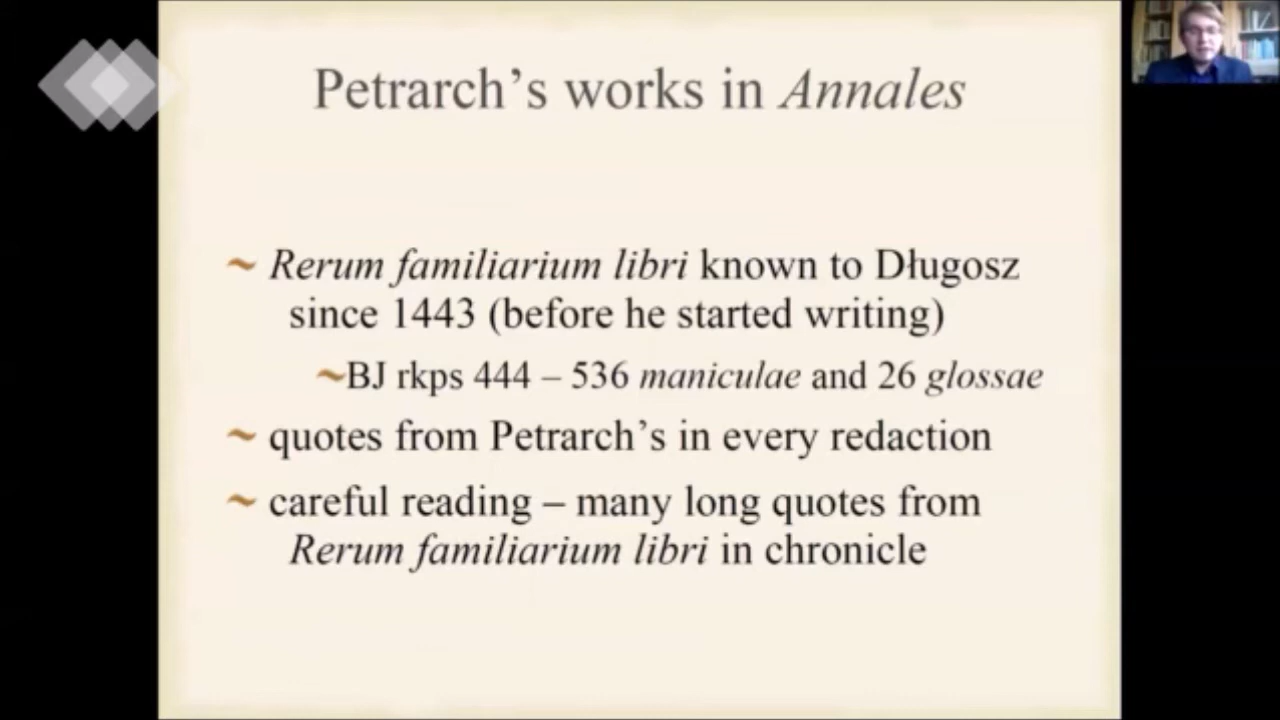 Petrarch’s works in Annales
~ Rerum familiarium libri known to Długosz
since 1443 (before he started writing)
~BJ rkps 444 – 536 maniculae and 26 glossae
~ quotes from Petrarch’s in every redaction
~ careful reading – many long quotes from
Rerum familiarium libri in chronicle